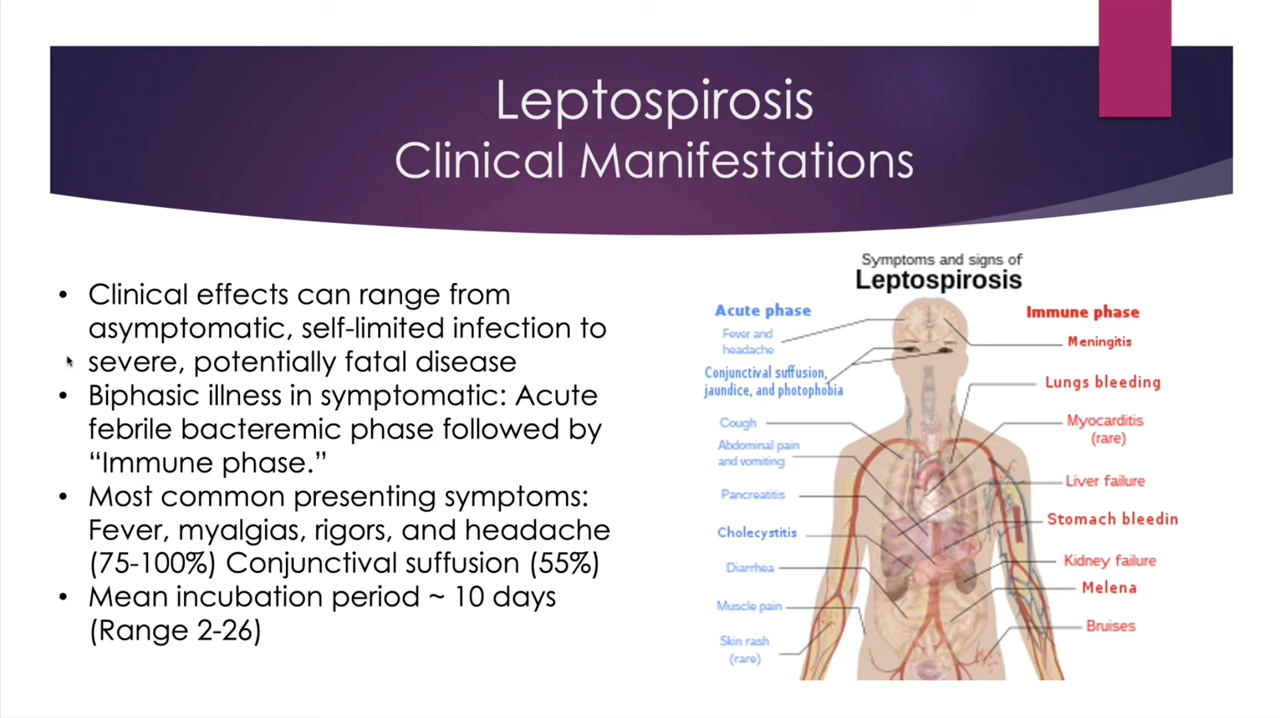 Leptospirosis
Clinical Manifestations
• Clinical effects can range from
asymptomatic, self-limited infection to
severe, potentially fatal disease
• Biphasic illness in symptomatic: Acute
febrile bacteremic phase followed by
“Immune phase.”
• Most common presenting symptoms:
Fever, myalgias, rigors, and headache
(75-100%) Conjunctival suffusion (55%)
• Mean incubation period ~ 10 days
(Range 2-26)
Symptoms and signs of
Leptospirosis
Acute phase
Fever and
headache
Conjunctival suffusion,
jaundice, and photophobia
Cough
Abdominal pain
and vomiting
Pancreatitis
Cholecystitis
Diarrhea
Muscle pain
Skin rash
(rare)
Immune phase
Meningitis
Lungs bleeding
Myocarditis
(rare)
Liver failure
Stomach bleedin
Kidney failure
Melena
Bruises